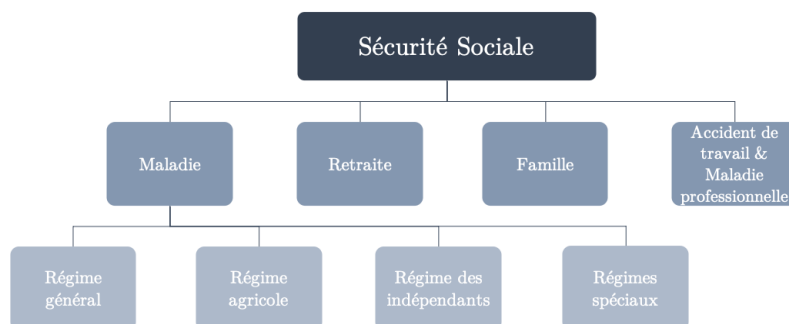 Sécurité Sociale
Maladie
Retraite
Famille
Accident de
travail &
Maladie
professionnelle
Régime
général
Régime
agricole
Régime des
indépendants
Régimes
spéciaux